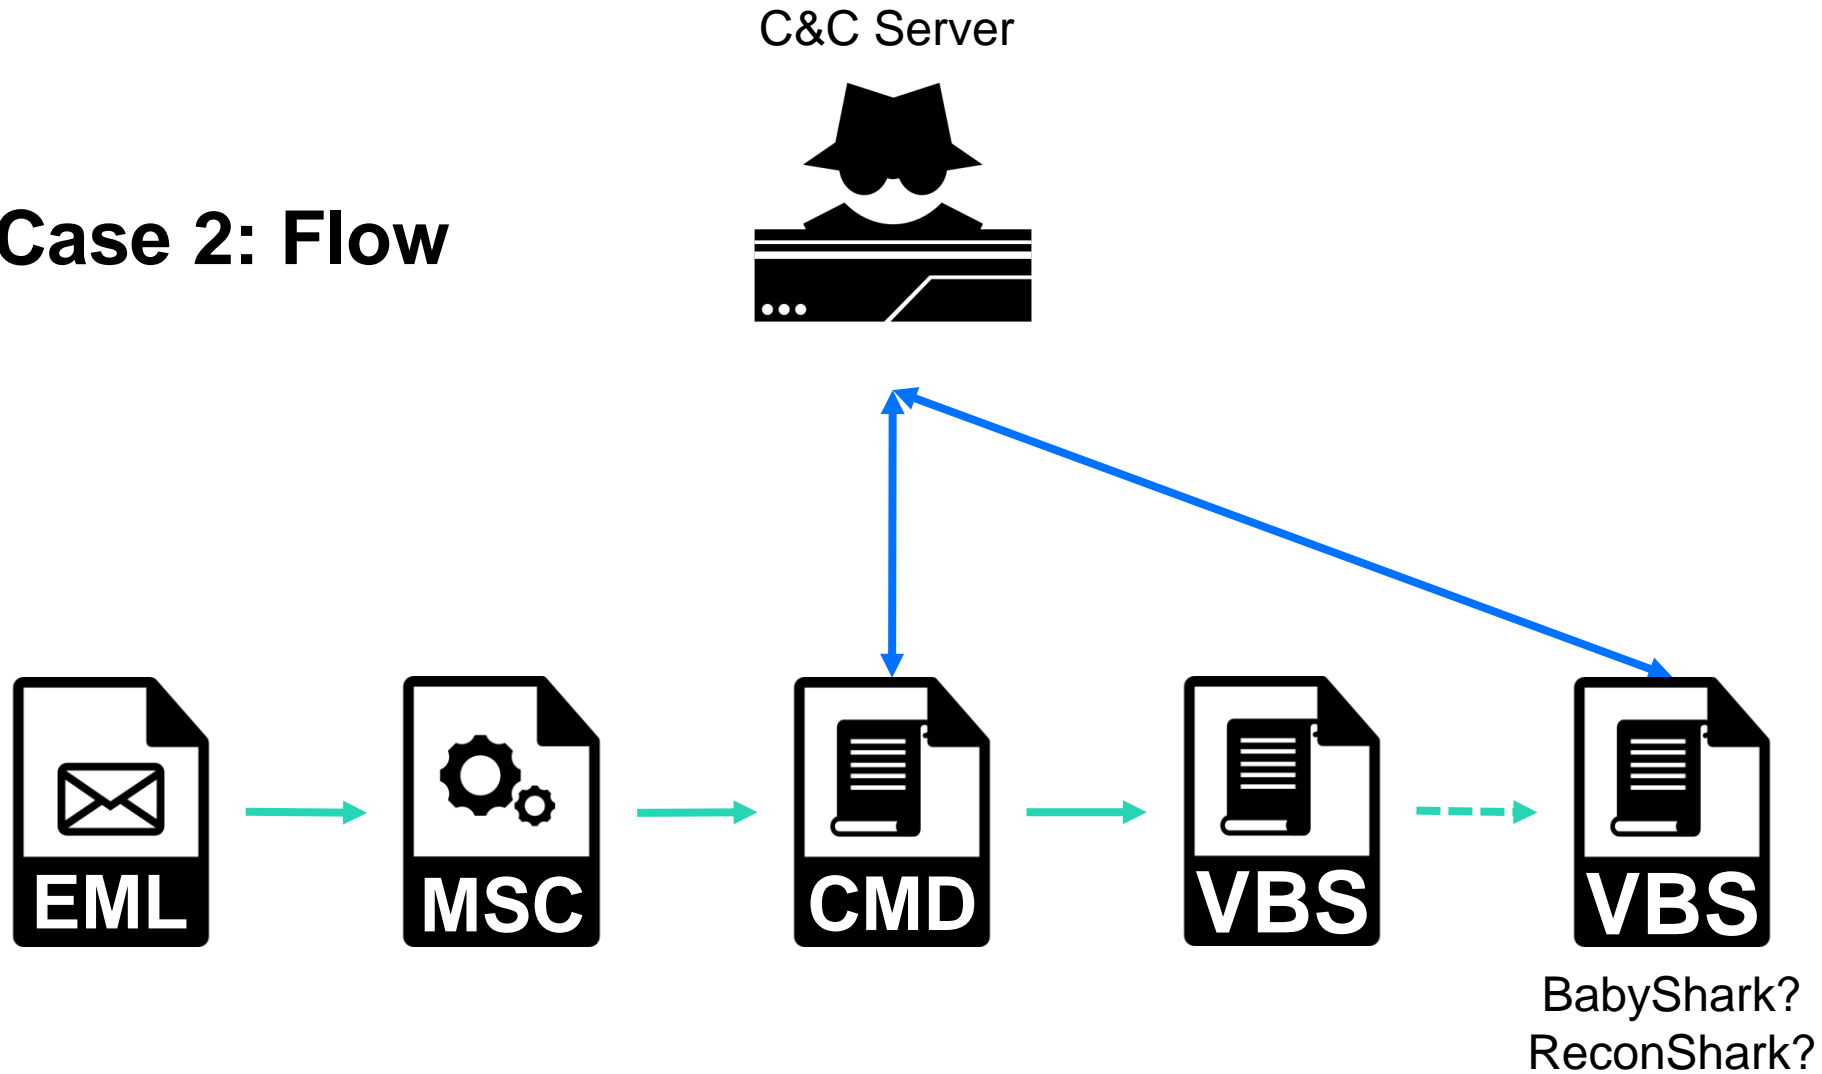 C&C Server
Case 2: Flow
EML
MSC
CMD
VBS
VBS
BabyShark?
ReconShark?